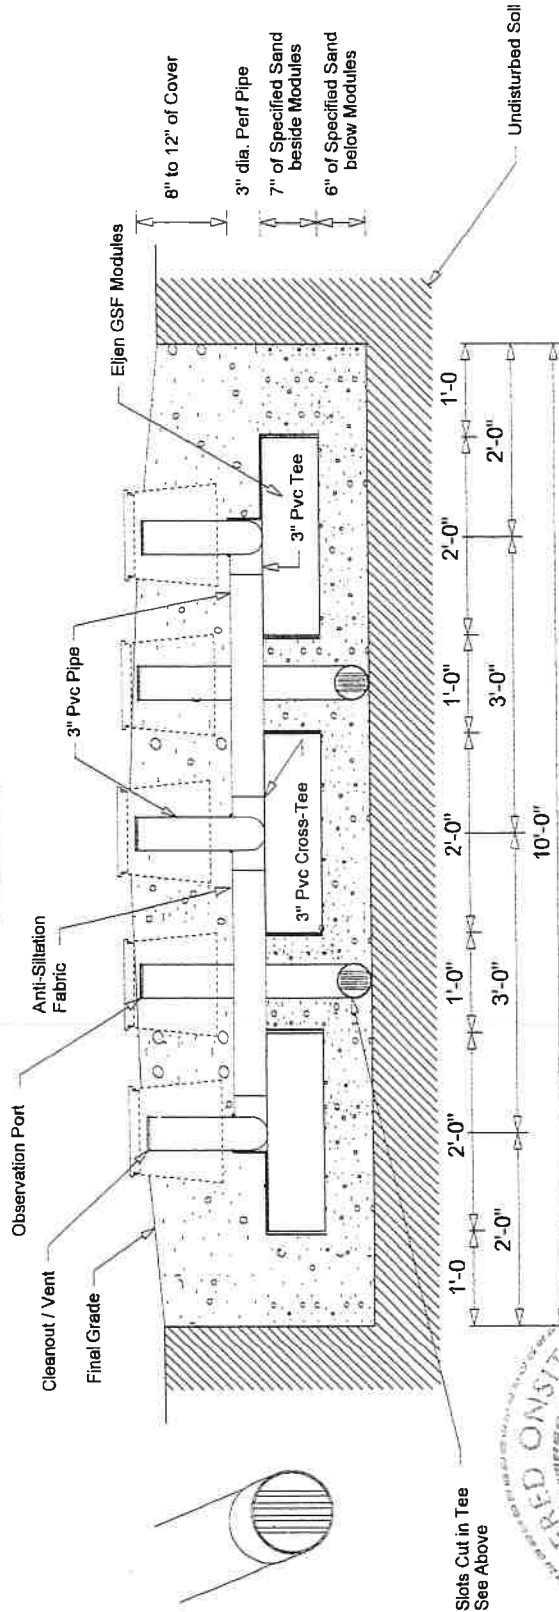 Cleanout / Vent
Observation Port
Final Grade
Anti-Siltation
Fabric
3" Pvc Pipe
Eljen GSF Modules
8" to 12" of Cover
3" dia. Perf Pipe
7" of Specified Sand
beside Modules
6" of Specified Sand
below Modules
3" Pvc Cross-Tee
3" Pvc Tee
Undisturbed Soil
Slots Cut in Tee
See Above
1'-0 2'-0" 1'-0" 2'-0" 1'-0" 2'-0" 1'-0
2'-0" 3'-0" 3'-0" 2'-0"
10'-0"
ONSIT